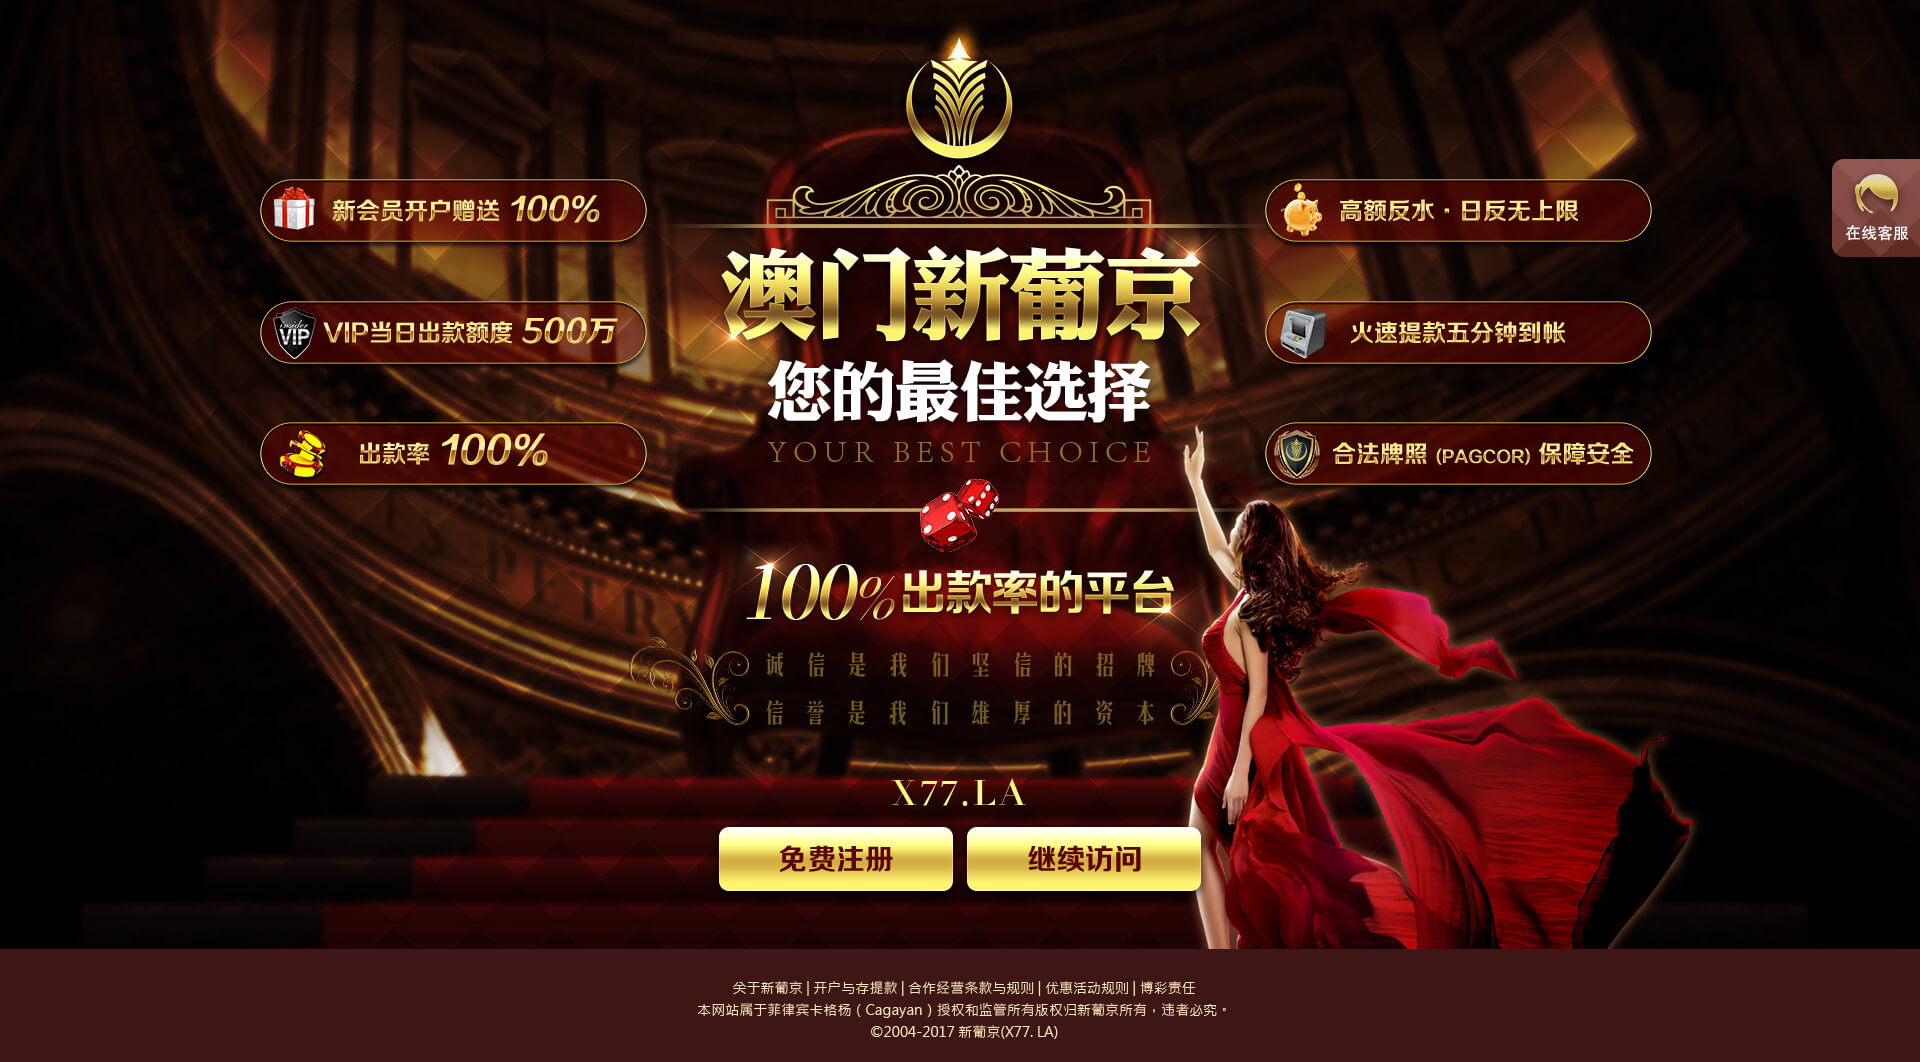 新会员开户赠送 100%
insider
VIP
VIP当日出款额度 500万
出款率 100%
澳门新葡京
您的最佳选择
YOUR BEST CHOICE
100%出款率的平台
诚信是我们坚信的招牌
信誉是我们雄厚的资本
X77.LA
免费注册
继续访问
高额反水·日反无上限
火速提款五分钟到帐
合法牌照 (PAGCOR) 保障安全
在线客服
关于新葡京 | 开户与存提款 | 合作经营条款与规则 | 优惠活动规则 | 博彩责任
本网站属于菲律宾卡格杨 ( Cagayan ) 授权和监管所有版权归新葡京所有，违者必究。
©2004-2017 新葡京(X77. LA)